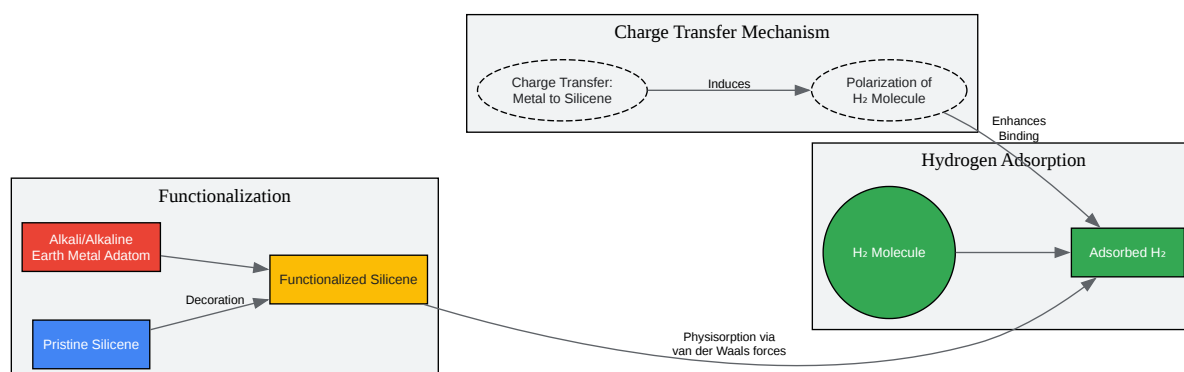 Charge Transfer Mechanism
Charge Transfer:
Metal to Silicene
Induces
Polarization of
H₂ Molecule
Enhances
Binding
Hydrogen Adsorption
H₂ Molecule
Adsorbed H₂
Functionalization
Alkali/Alkaline
Earth Metal Adatom
Functionalized Silicene
Decoration
Pristine Silicene
Physisorption via
van der Waals forces